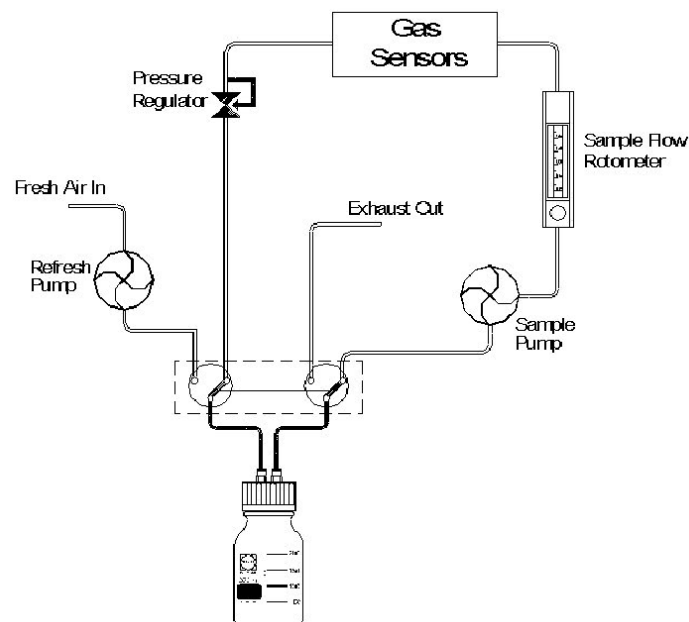 Gas
Sensors
Pressure
Regulator
Sample Flow
Rotometer
Fresh Air In
Exhaust Out
Refresh
Pump
Sample
Pump